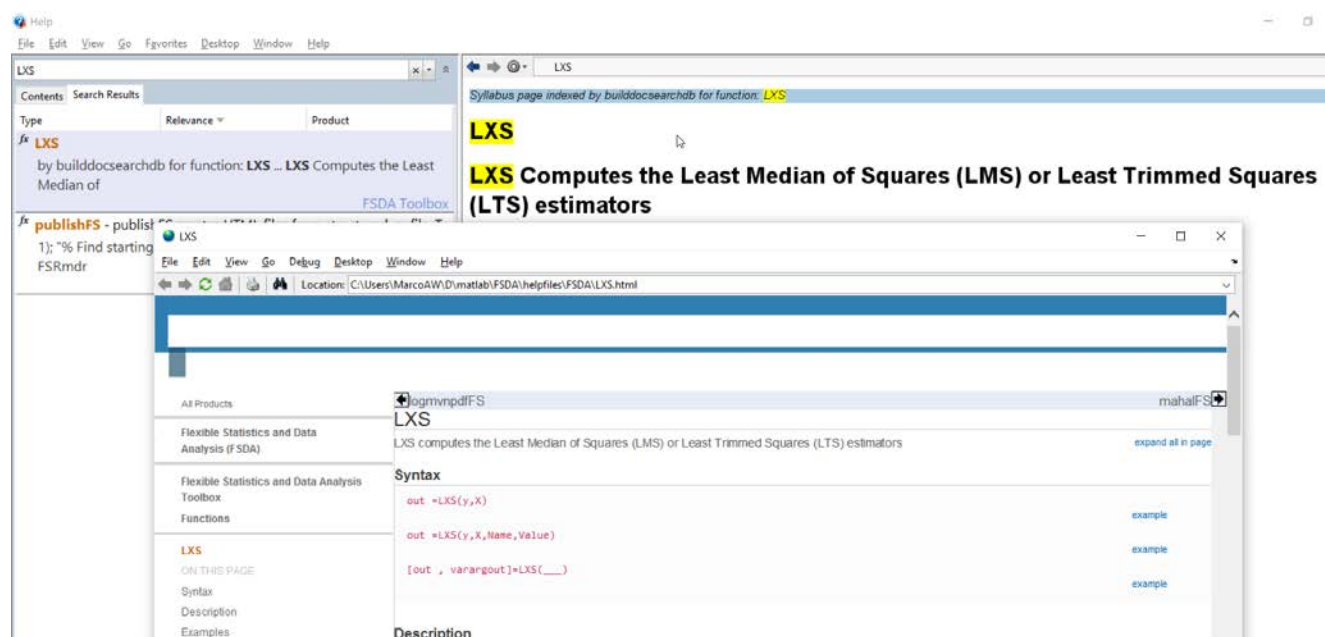 Help
File Edit View Go Favorites Desktop Window Help
LXS
Contents Search Results
Type Relevance Product
fx LXS
by builddocsearchdb for function: LXS ... LXS Computes the Least
Median of
FSDA Toolbox
fx publishFS - publish
1); "% Find starting
FSRmdr
LXS
Syllabus page indexed by builddocsearchdb for function: LXS
LXS
LXS Computes the Least Median of Squares (LMS) or Least Trimmed Squares
(LTS) estimators
LXS
File Edit View Go Debug Desktop Window Help
Location: C:\Users\MarcoAW\D\matlab\FSDA\helpfiles\FSDA\LXS.html
All Products
Flexible Statistics and Data
Analysis (FSDA)
Flexible Statistics and Data Analysis
Toolbox
Functions
LXS
ON THIS PAGE
Syntax
Description
Examples
logmvnpdfFS mahalFS
LXS
LXS computes the Least Median of Squares (LMS) or Least Trimmed Squares (LTS) estimators expand all in page
Syntax
out =LXS(y,X)
example
out =LXS(y,X,Name,Value)
example
[out , varargout]=LXS(___)
example
Description